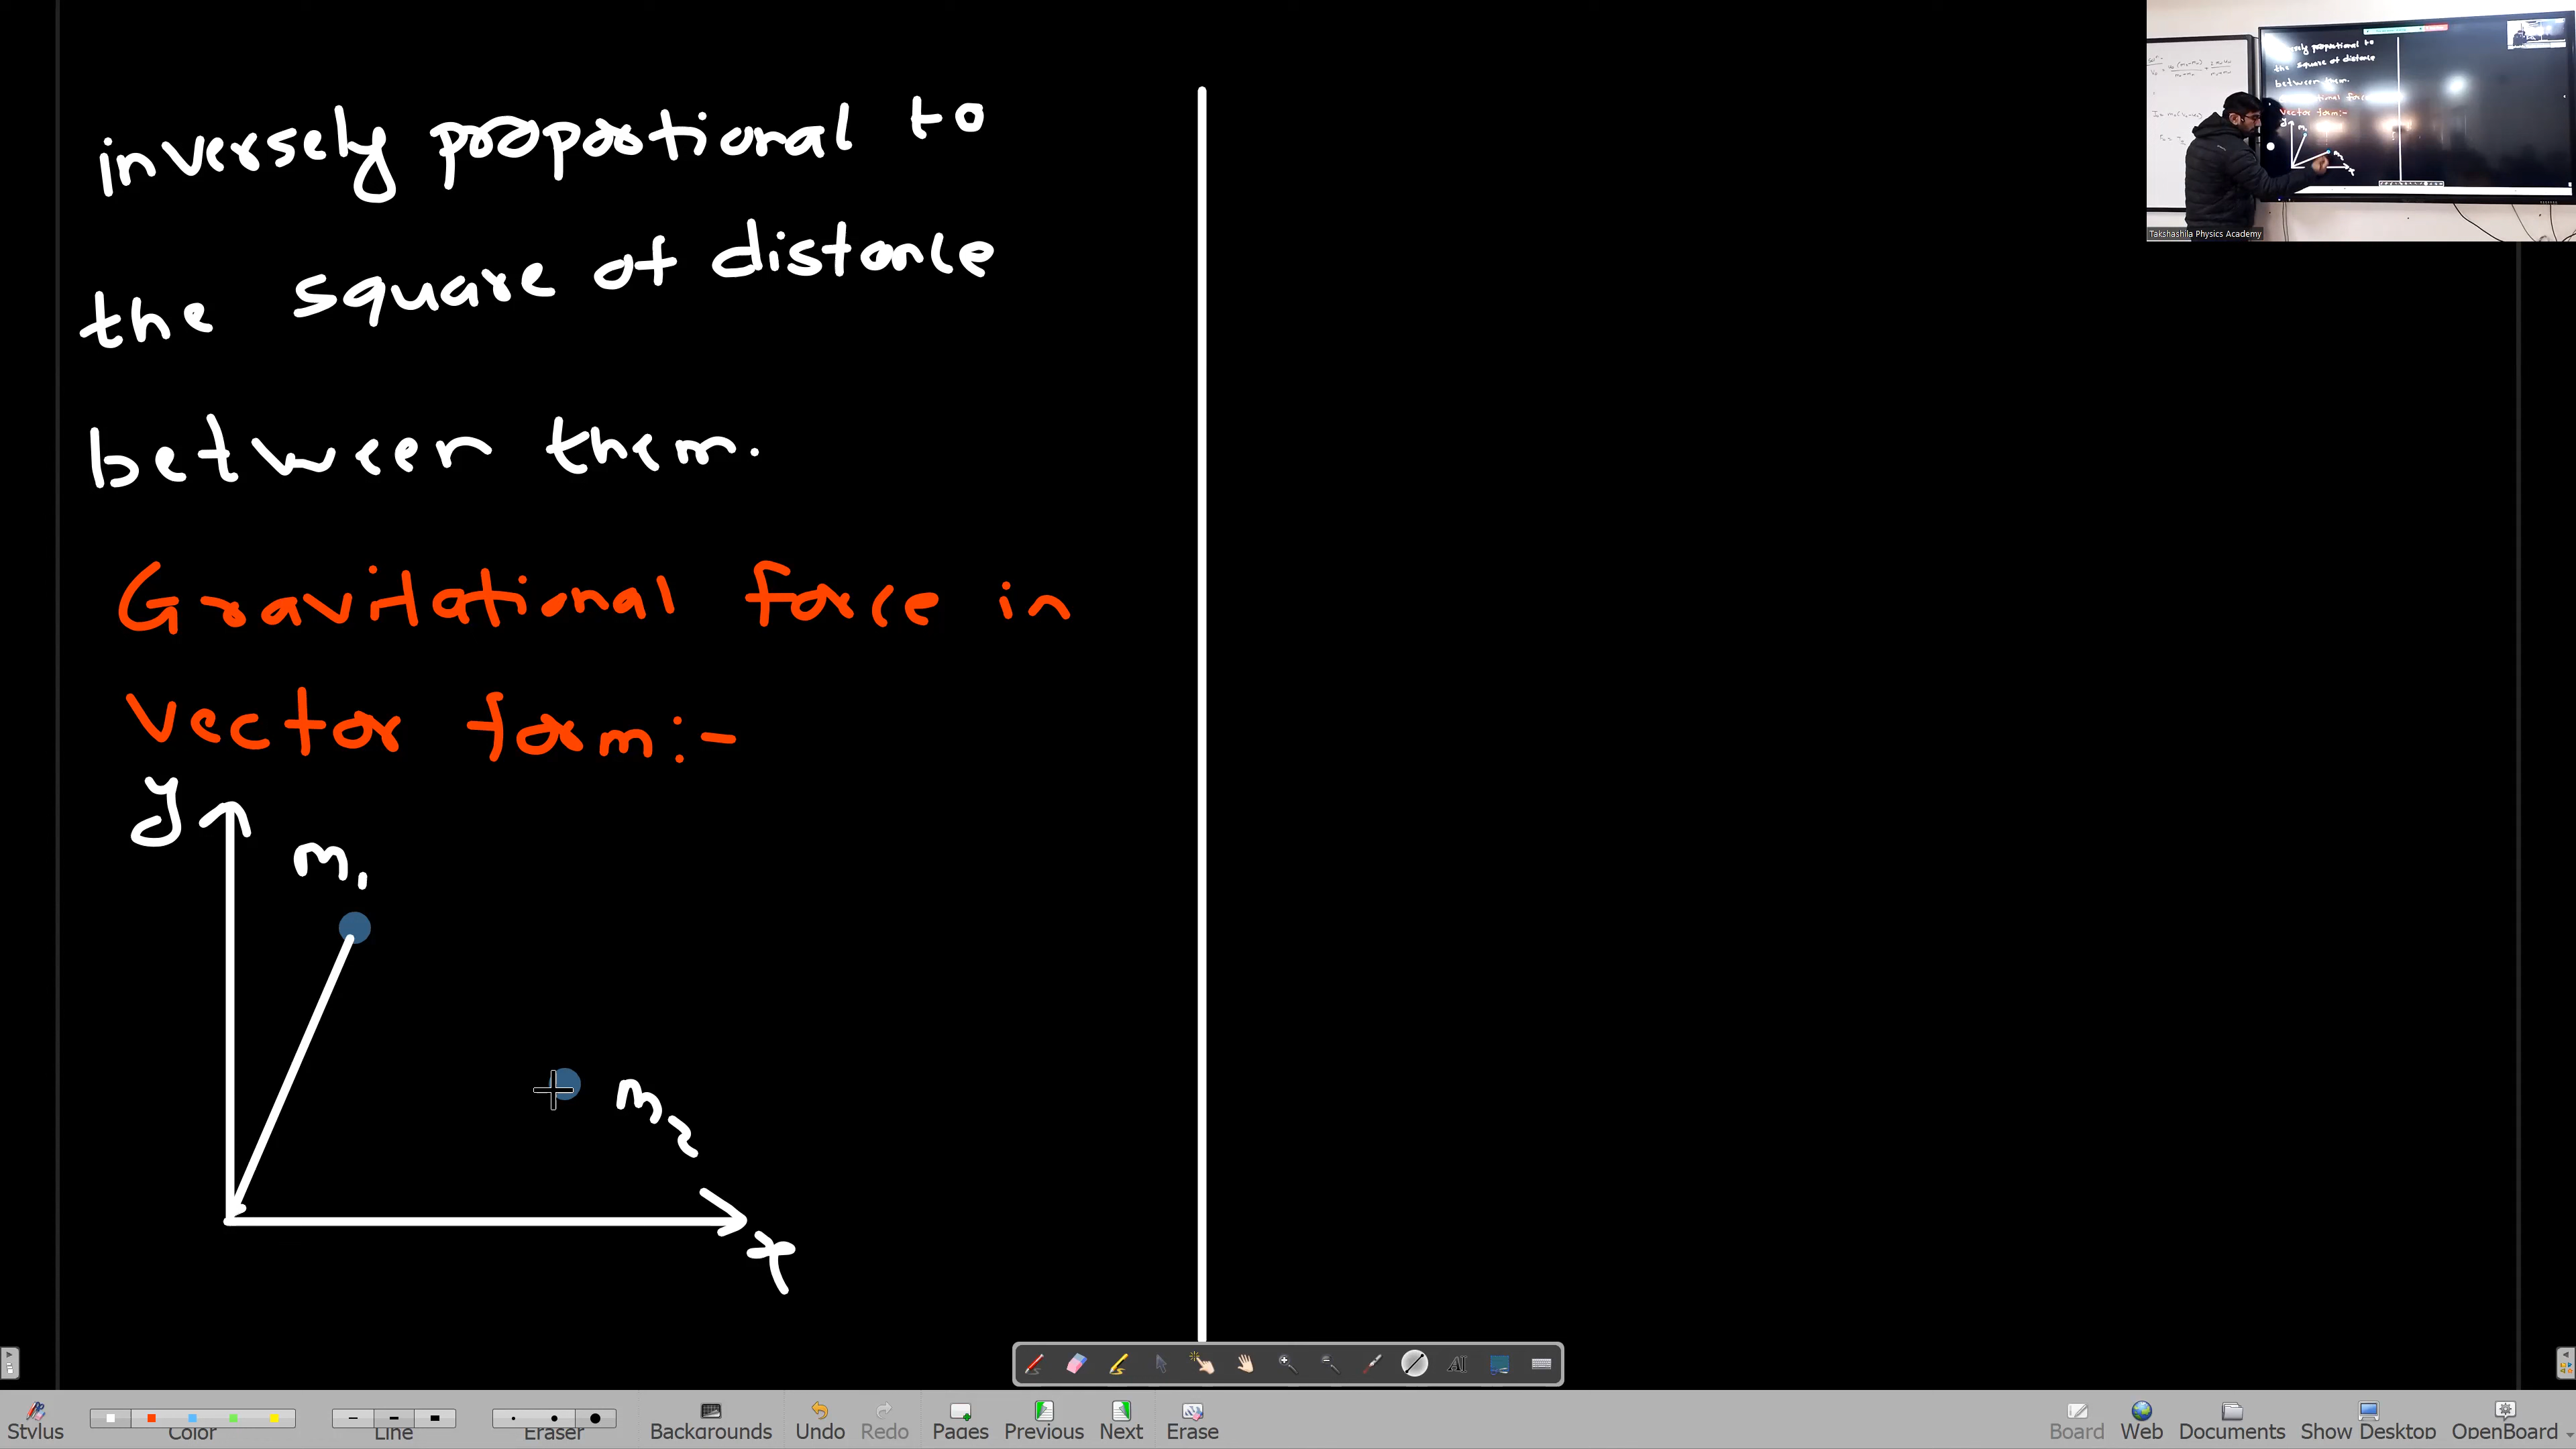 inversely proportional to
the square of distance
between them.
Gravitational force in
vector form:-
y
m1
m2
x
Takshashila Physics Academy
Stylus
Color
Line
Eraser
Backgrounds
Undo
Redo
Pages
Previous
Next
Erase
Board
Web
Documents
Show Desktop
OpenBoard